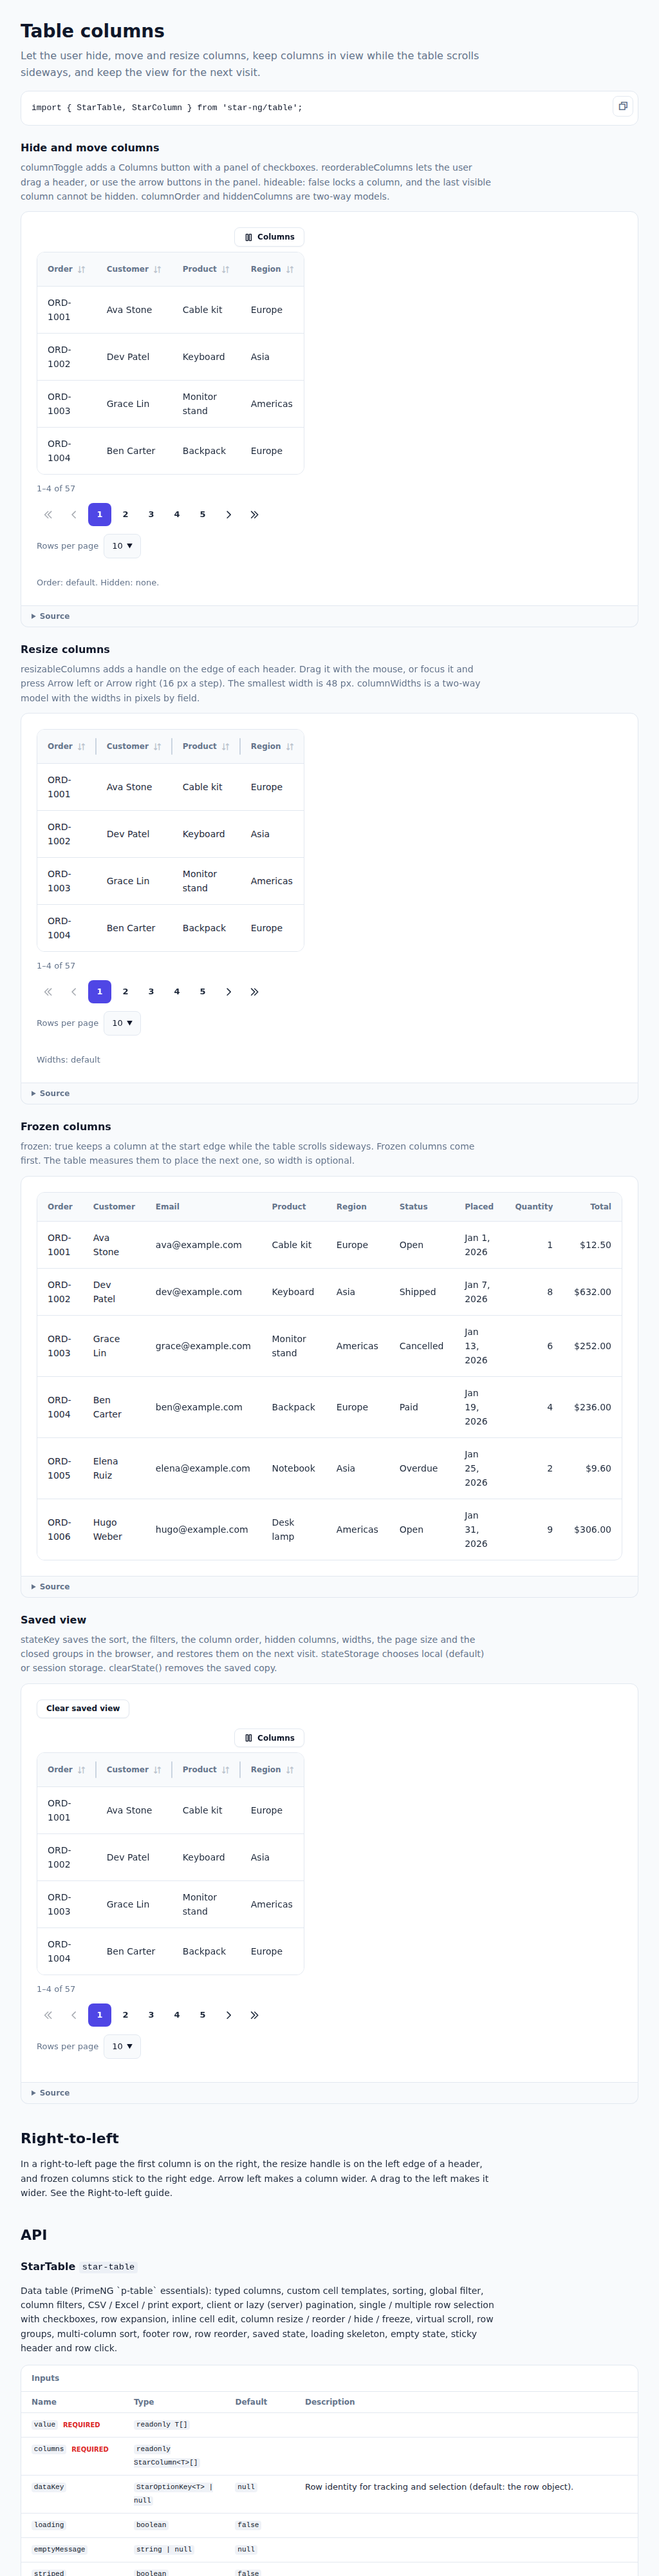 Table columns
Let the user hide, move and resize columns, keep columns in view while the table scrolls
sideways, and keep the view for the next visit.
import { StarTable, StarColumn } from 'star-ng/table';
Hide and move columns
columnToggle adds a Columns button with a panel of checkboxes. reorderableColumns lets the user
drag a header, or use the arrow buttons in the panel. hideable: false locks a column, and the last visible
column cannot be hidden. columnOrder and hiddenColumns are two-way models.
Columns
Order Customer Product Region
ORD-
1001 Ava Stone Cable kit Europe
ORD-
1002 Dev Patel Keyboard Asia
ORD-
1003 Grace Lin Monitor
stand Americas
ORD-
1004 Ben Carter Backpack Europe
1–4 of 57
1 2 3 4 5
Rows per page 10
Order: default. Hidden: none.
Source
Resize columns
resizableColumns adds a handle on the edge of each header. Drag it with the mouse, or focus it and
press Arrow left or Arrow right (16 px a step). The smallest width is 48 px. columnWidths is a two-way
model with the widths in pixels by field.
Order Customer Product Region
ORD-
1001 Ava Stone Cable kit Europe
ORD-
1002 Dev Patel Keyboard Asia
ORD-
1003 Grace Lin Monitor
stand Americas
ORD-
1004 Ben Carter Backpack Europe
1–4 of 57
1 2 3 4 5
Rows per page 10
Widths: default
Source
Frozen columns
frozen: true keeps a column at the start edge while the table scrolls sideways. Frozen columns come
first. The table measures them to place the next one, so width is optional.
Order Customer Email Product Region Status Placed Quantity Total
ORD-
1001 Ava
Stone ava@example.com Cable kit Europe Open Jan 1,
2026 1 $12.50
ORD-
1002 Dev
Patel dev@example.com Keyboard Asia Shipped Jan 7,
2026 8 $632.00
ORD-
1003 Grace
Lin grace@example.com Monitor
stand Americas Cancelled Jan
13,
2026 6 $252.00
ORD-
1004 Ben
Carter ben@example.com Backpack Europe Paid Jan
19,
2026 4 $236.00
ORD-
1005 Elena
Ruiz elena@example.com Notebook Asia Overdue Jan
25,
2026 2 $9.60
ORD-
1006 Hugo
Weber hugo@example.com Desk
lamp Americas Open Jan
31,
2026 9 $306.00
Source
Saved view
stateKey saves the sort, the filters, the column order, hidden columns, widths, the page size and the
closed groups in the browser, and restores them on the next visit. stateStorage chooses local (default)
or session storage. clearState() removes the saved copy.
Clear saved view
Columns
Order Customer Product Region
ORD-
1001 Ava Stone Cable kit Europe
ORD-
1002 Dev Patel Keyboard Asia
ORD-
1003 Grace Lin Monitor
stand Americas
ORD-
1004 Ben Carter Backpack Europe
1–4 of 57
1 2 3 4 5
Rows per page 10
Source
Right-to-left
In a right-to-left page the first column is on the right, the resize handle is on the left edge of a header,
and frozen columns stick to the right edge. Arrow left makes a column wider. A drag to the left makes it
wider. See the Right-to-left guide.
API
StarTable star-table
Data table (PrimeNG `p-table` essentials): typed columns, custom cell templates, sorting, global filter,
column filters, CSV / Excel / print export, client or lazy (server) pagination, single / multiple row selection
with checkboxes, row expansion, inline cell edit, column resize / reorder / hide / freeze, virtual scroll, row
groups, multi-column sort, footer row, row reorder, saved state, loading skeleton, empty state, sticky
header and row click.
Inputs
Name Type Default Description
value REQUIRED readonly T[]
columns REQUIRED readonly
StarColumn<T>[]
dataKey StarOptionKey<T> |
null null Row identity for tracking and selection (default: the row object).
loading boolean false
emptyMessage string | null null
striped boolean false